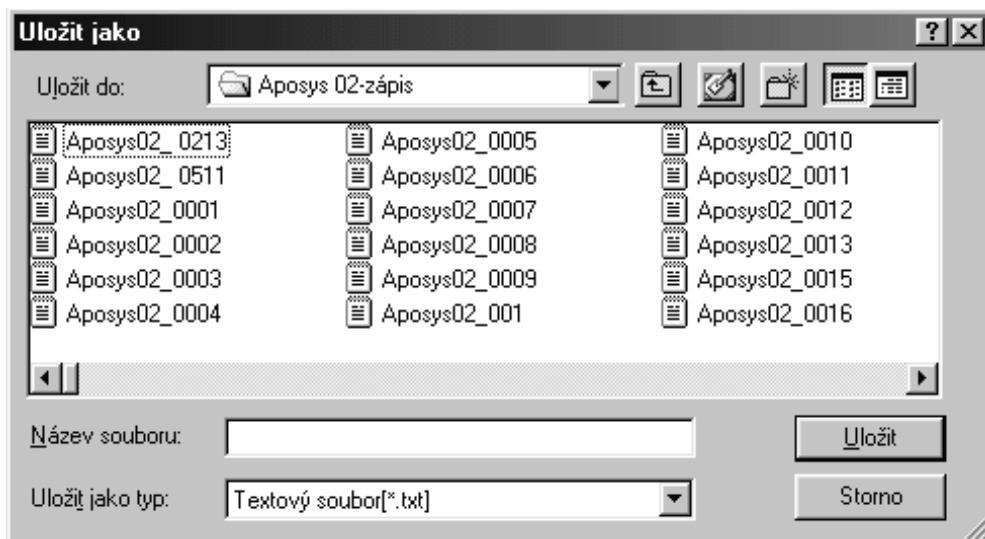 Uložit jako
Uložit do: Aposys 02-zápis
Aposys02_ 0213 Aposys02_0005 Aposys02_0010
Aposys02_ 0511 Aposys02_0006 Aposys02_0011
Aposys02_0001 Aposys02_0007 Aposys02_0012
Aposys02_0002 Aposys02_0008 Aposys02_0013
Aposys02_0003 Aposys02_0009 Aposys02_0015
Aposys02_0004 Aposys02_001 Aposys02_0016
Název souboru: Uložit
Uložit jako typ: Textový soubor[*.txt] Storno